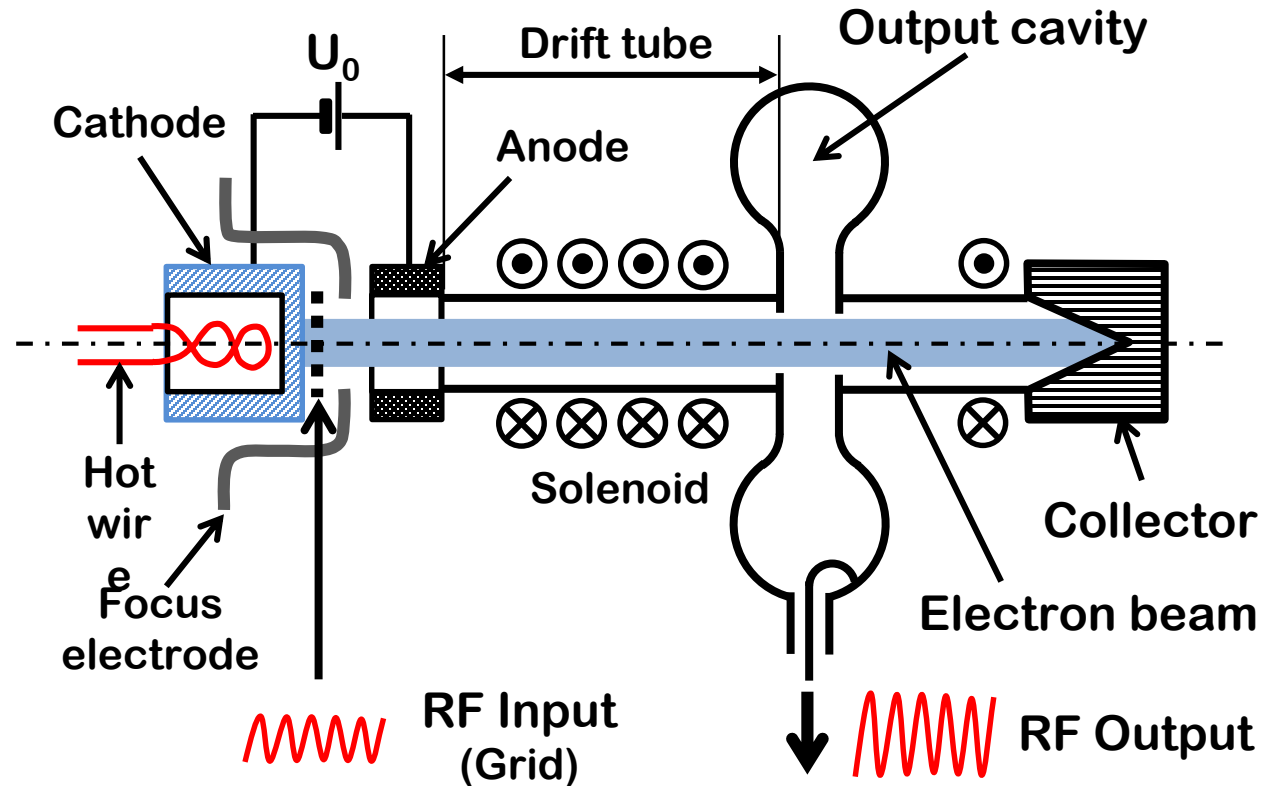 Drift tube
Output cavity
U₀
Cathode
Anode
Solenoid
Hot
wir
e
Focus
electrode
Collector
Electron beam
RF Input
(Grid)
RF Output